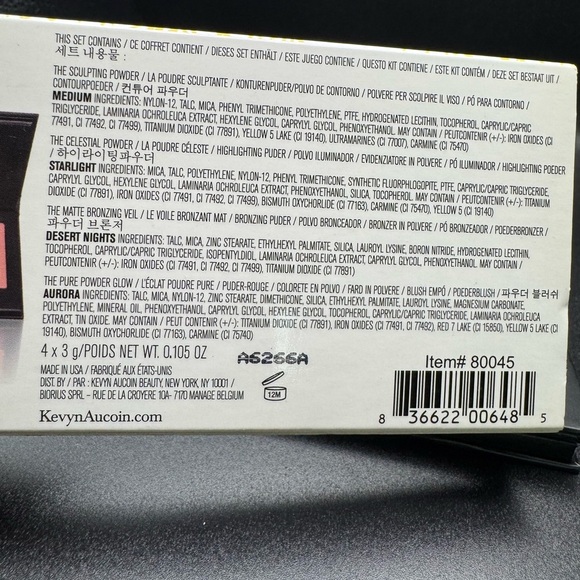 THIS SET CONTAINS / CE COFFRET CONTIENT / DIESES SET ENTHÄLT / ESTE JUEGO CONTIENE / QUESTO KIT CONTIENE / ESTE KIT CONTÉM / DEZE SET BESTAAT UIT /
세트 내용물 :
THE SCULPTING POWDER / LA POUDRE SCULPTANTE / KONTURENPUDER/POLVO DE CONTORNO / POLVERE PER SCOLPIRE IL VISO / PÓ PARA CONTORNO /
CONTOURPOEDER / 컨튜어 파우더
MEDIUM INGREDIENTS: NYLON-12, TALC, MICA, PHENYL TRIMETHICONE, POLYETHYLENE, PTFE, HYDROGENATED LECITHIN, TOCOPHEROL, CAPRYLIC/CAPRIC
TRIGLYCERIDE, LAMINARIA OCHROLEUCA EXTRACT, HEXYLENE GLYCOL, CAPRYLYL GLYCOL, PHENOXYETHANOL. MAY CONTAIN / PEUTCONTENIR (+/-): IRON OXIDES (CI
77491, CI 77492, CI 77499), TITANIUM DIOXIDE (CI 77891), YELLOW 5 LAKE (CI 19140), ULTRAMARINES (CI 77007), CARMINE (CI 75470)
THE CELESTIAL POWDER / LA POUDRE CÉLESTE / HIGHLIGHTING PUDER / POLVO ILUMINADOR / EVIDENZIATORE IN POLVERE / PÓ ILUMINADOR / HIGHLIGHTING POEDER
/ 하이라이팅파우더
STARLIGHT INGREDIENTS: MICA, TALC, POLYETHYLENE, NYLON-12, PHENYL TRIMETHICONE, SYNTHETIC FLUORPHLOGOPITE, PTFE, CAPRYLIC/CAPRIC TRIGLYCERIDE,
CAPRYLYL GLYCOL, HEXYLENE GLYCOL, LAMINARIA OCHROLEUCA EXTRACT, PHENOXYETHANOL, SILICA, TOCOPHEROL. MAY CONTAIN / PEUTCONTENIR (+/-): TITANIUM
DIOXIDE (CI 77891), IRON OXIDES (CI 77491, CI 77492, CI 77499), BISMUTH OXYCHLORIDE (CI 77163), CARMINE (CI 75470), YELLOW 5 (CI 19140)
THE MATTE BRONZING VEIL / LE VOILE BRONZANT MAT / BRONZING PUDER / POLVO BRONCEADOR / BRONZER IN POLVERE / PÓ BRONZEADOR / POEDERBRONZER /
파우더 브론저
DESERT NIGHTS INGREDIENTS: TALC, MICA, ZINC STEARATE, ETHYLHEXYL PALMITATE, SILICA, LAUROYL LYSINE, BORON NITRIDE, HYDROGENATED LECITHIN,
TOCOPHEROL, CAPRYLIC/CAPRIC TRIGLYCERIDE, ISOPENTYLDIOL, LAMINARIA OCHROLEUCA EXTRACT, CAPRYLYL GLYCOL, PHENOXYETHANOL. MAY CONTAIN /
PEUTCONTENIR (+/-): IRON OXIDES (CI 77491, CI 77492, CI 77499), TITANIUM DIOXIDE (CI 77891)
THE PURE POWDER GLOW / L'ÉCLAT POUDRE PURE / PUDER-ROUGE / COLORETE EN POLVO / FARD IN POLVERE / BLUSH EMPÓ / POEDERBLUSH / 파우더 블러쉬
AURORA INGREDIENTS: TALC, MICA, NYLON-12, ZINC STEARATE, DIMETHICONE, SILICA, ETHYLHEXYL PALMITATE, LAUROYL LYSINE, MAGNESIUM CARBONATE,
POLYETHYLENE, MINERAL OIL, PHENOXYETHANOL, CAPRYLYL GLYCOL, HEXYLENE GLYCOL, TOCOPHEROL, CAPRYLIC/CAPRIC TRIGLYCERIDE, LAMINARIA OCHROLEUCA
EXTRACT, TIN OXIDE. MAY CONTAIN / PEUT CONTENIR (+/-): TITANIUM DIOXIDE (CI 77891), IRON OXIDES (CI 77491, CI 77492, CI 77499), RED 7 LAKE (CI 15850), YELLOW 5 LAKE (CI
19140), BISMUTH OXYCHLORIDE (CI 77163), CARMINE (CI 75740)
4 x 3 g/POIDS NET WT. 0.105 OZ
A6266A
MADE IN USA / FABRIQUÉ AUX ÉTATS-UNIS
DIST. BY / PAR : KEVYN AUCOIN BEAUTY, NEW YORK, NY 10001 /
BIORIUS SPRL – RUE DE LA CROYERE 10A- 7170 MANAGE BELGIUM
12M
KevynAucoin.com
Item# 80045
8 36622 00648 5